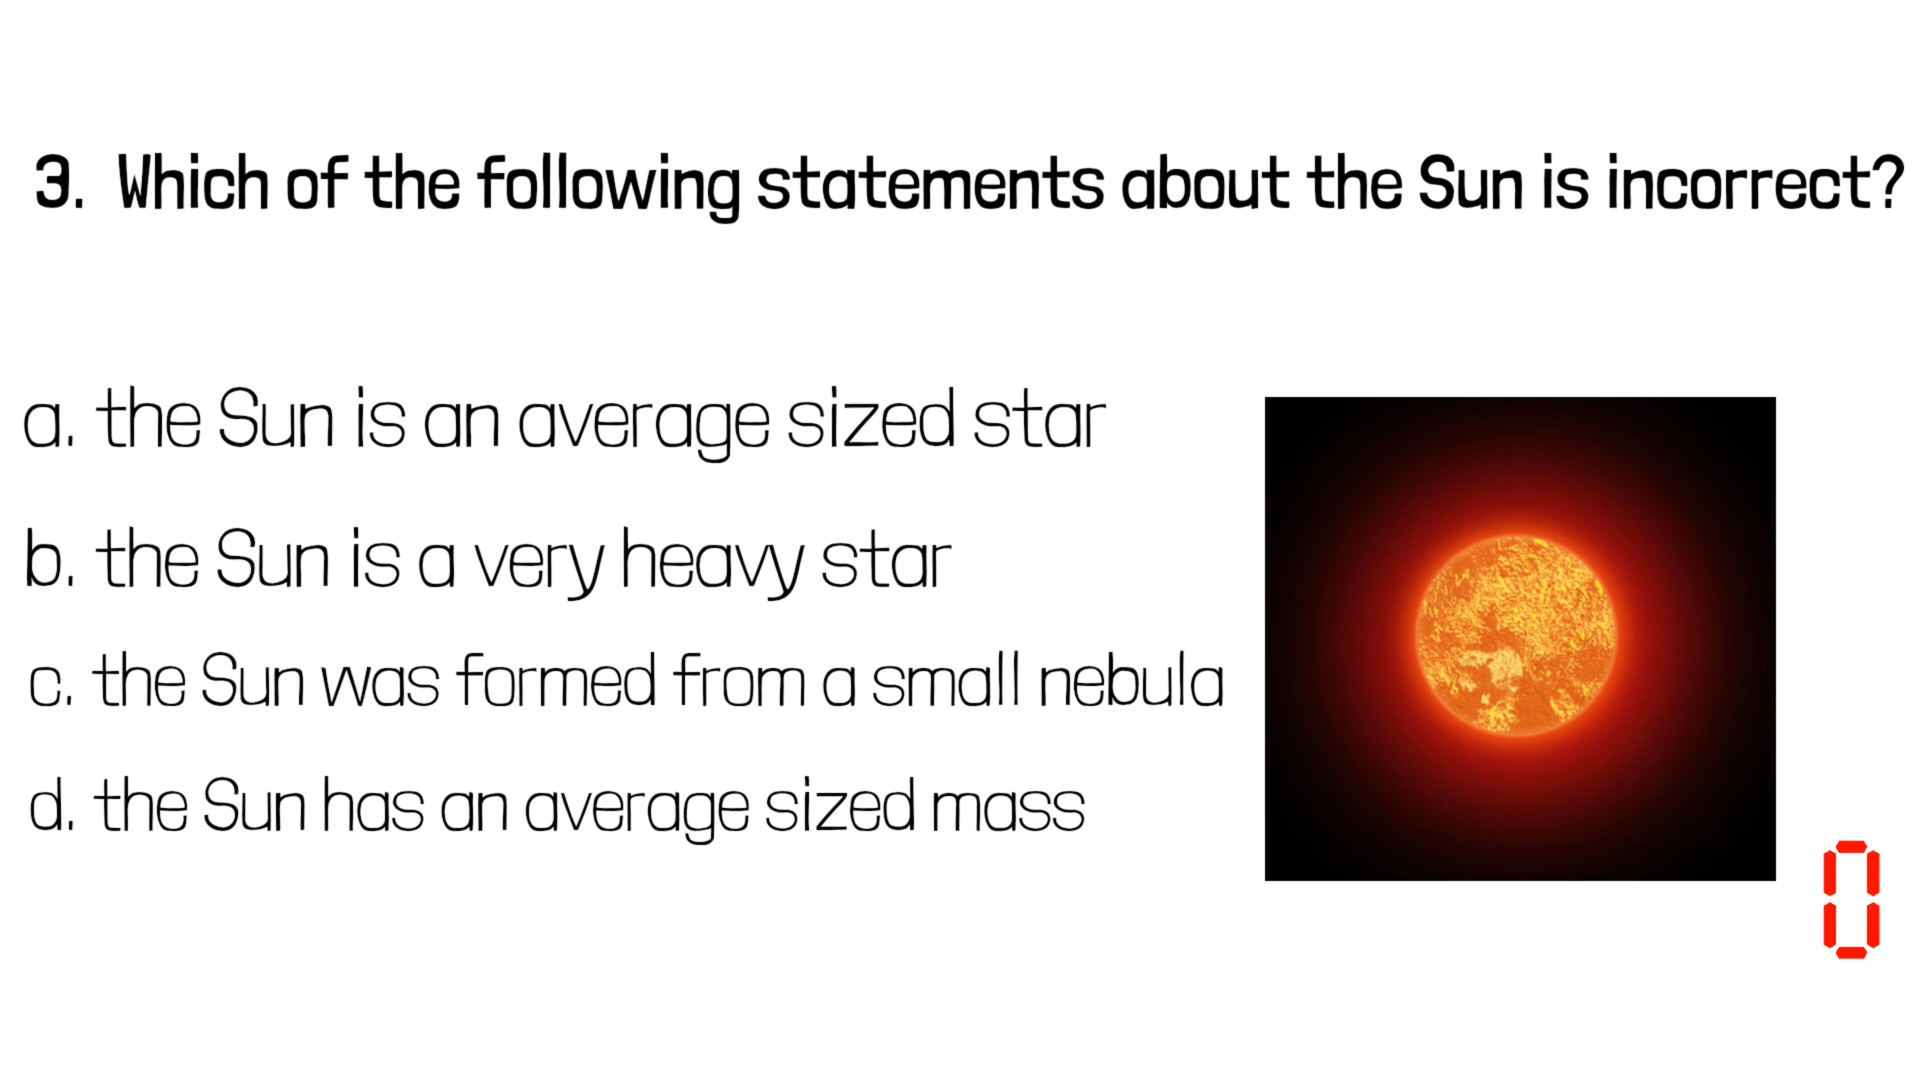 3. Which of the following statements about the Sun is incorrect?
a. the Sun is an average sized star
b. the Sun is a very heavy star
c. the Sun was formed from a small nebula
d. the Sun has an average sized mass
0